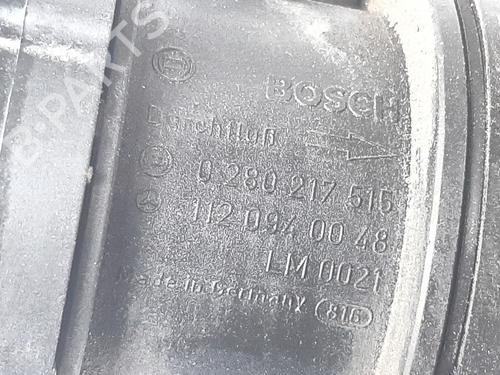 BOSCH
Durchfluß
0 280 217 515
112 094 00 48
LM 0021
Made in Germany 816
B-PARTS